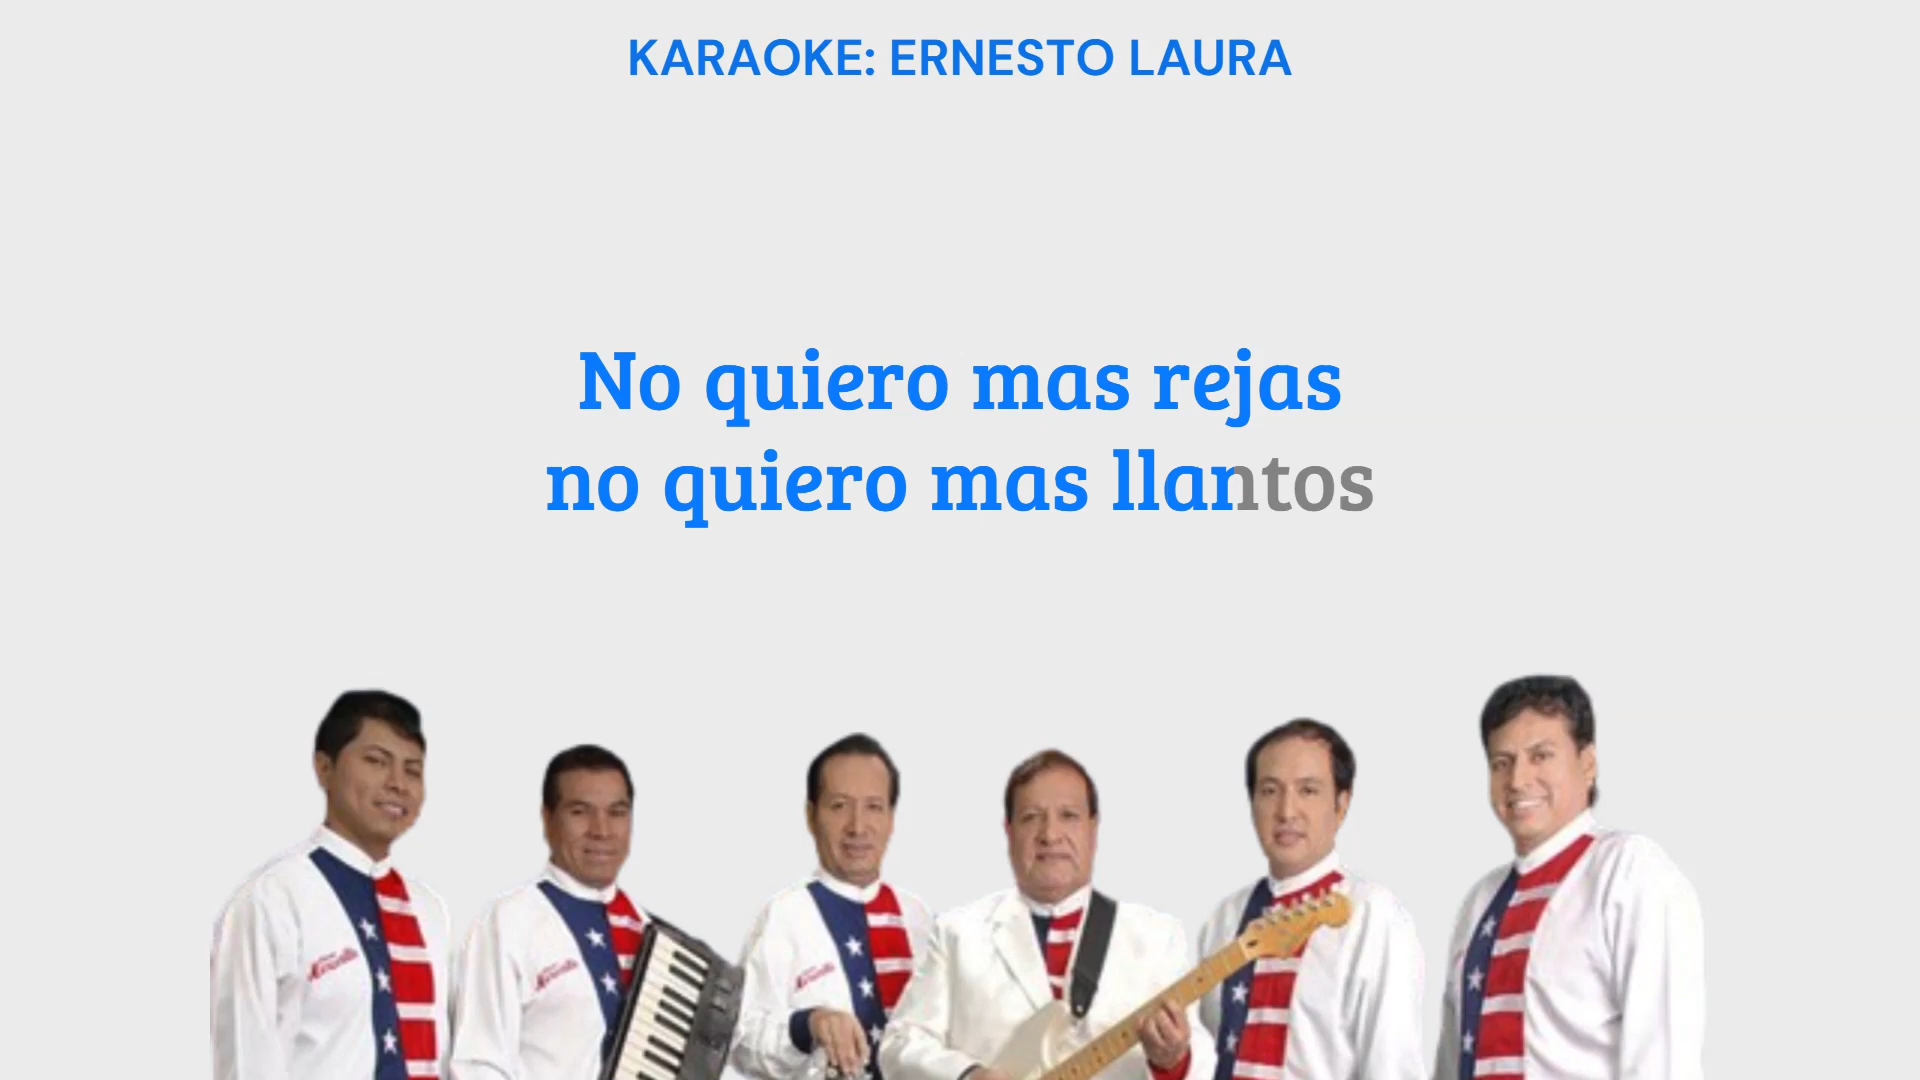 KARAOKE: ERNESTO LAURA
No quiero mas rejas
no quiero mas llantos